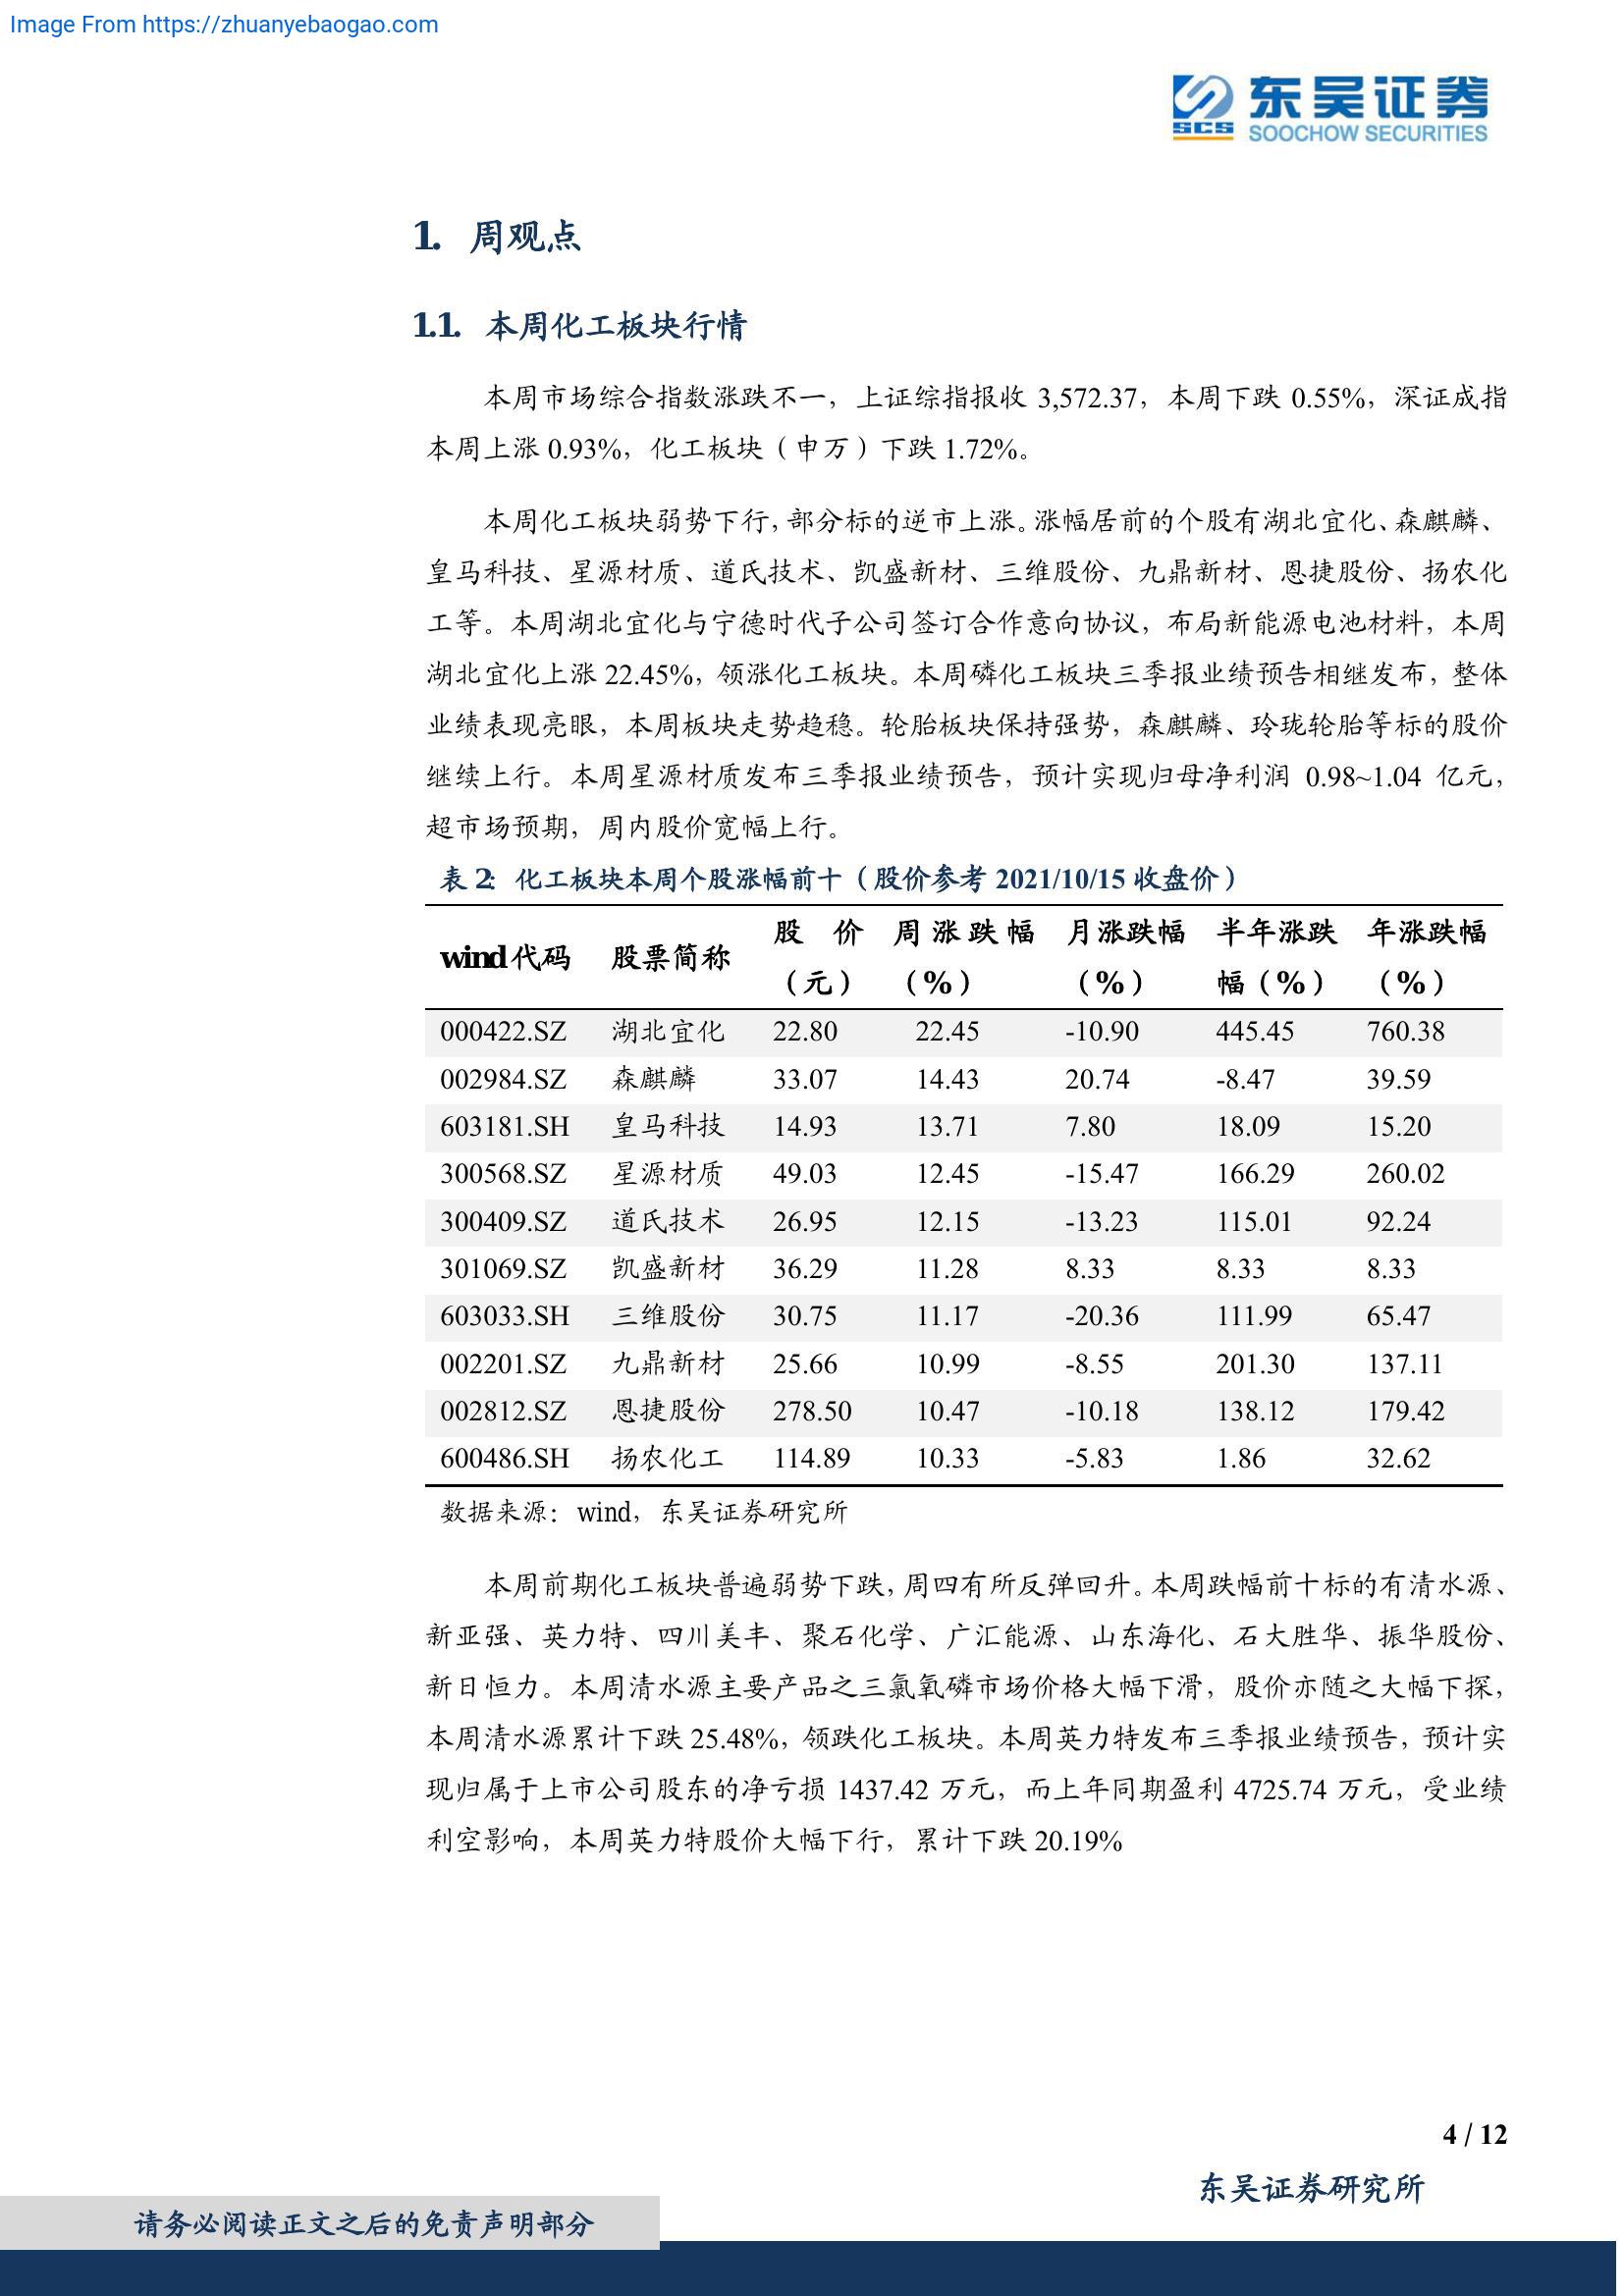 Image From https://zhuanyebaogao.com
东吴证券
SCS
SOOCHOW SECURITIES
1. 周观点
1.1. 本周化工板块行情
本周市场综合指数涨跌不一，上证综指报收 3,572.37，本周下跌 0.55%，深证成指
本周上涨 0.93%，化工板块（申万）下跌 1.72%。
本周化工板块弱势下行，部分标的逆市上涨。涨幅居前的个股有湖北宜化、森麒麟、
皇马科技、星源材质、道氏技术、凯盛新材、三维股份、九鼎新材、恩捷股份、扬农化
工等。本周湖北宜化与宁德时代子公司签订合作意向协议，布局新能源电池材料，本周
湖北宜化上涨 22.45%，领涨化工板块。本周磷化工板块三季报业绩预告相继发布，整体
业绩表现亮眼，本周板块走势趋稳。轮胎板块保持强势，森麒麟、玲珑轮胎等标的股价
继续上行。本周星源材质发布三季报业绩预告，预计实现归母净利润 0.98~1.04 亿元，
超市场预期，周内股价宽幅上行。
表 2：化工板块本周个股涨幅前十（股价参考 2021/10/15 收盘价）
wind 代码 股票简称 股价（元） 周涨跌幅（%） 月涨跌幅（%） 半年涨跌幅（%） 年涨跌幅（%）
000422.SZ 湖北宜化 22.80 22.45 -10.90 445.45 760.38
002984.SZ 森麒麟 33.07 14.43 20.74 -8.47 39.59
603181.SH 皇马科技 14.93 13.71 7.80 18.09 15.20
300568.SZ 星源材质 49.03 12.45 -15.47 166.29 260.02
300409.SZ 道氏技术 26.95 12.15 -13.23 115.01 92.24
301069.SZ 凯盛新材 36.29 11.28 8.33 8.33 8.33
603033.SH 三维股份 30.75 11.17 -20.36 111.99 65.47
002201.SZ 九鼎新材 25.66 10.99 -8.55 201.30 137.11
002812.SZ 恩捷股份 278.50 10.47 -10.18 138.12 179.42
600486.SH 扬农化工 114.89 10.33 -5.83 1.86 32.62
数据来源：wind，东吴证券研究所
本周前期化工板块普遍弱势下跌，周四有所反弹回升。本周跌幅前十标的有清水源、
新亚强、英力特、四川美丰、聚石化学、广汇能源、山东海化、石大胜华、振华股份、
新日恒力。本周清水源主要产品之三氯氧磷市场价格大幅下滑，股价亦随之大幅下探，
本周清水源累计下跌 25.48%，领跌化工板块。本周英力特发布三季报业绩预告，预计实
现归属于上市公司股东的净亏损 1437.42 万元，而上年同期盈利 4725.74 万元，受业绩
利空影响，本周英力特股价大幅下行，累计下跌 20.19%
4 / 12
东吴证券研究所
请务必阅读正文之后的免责声明部分